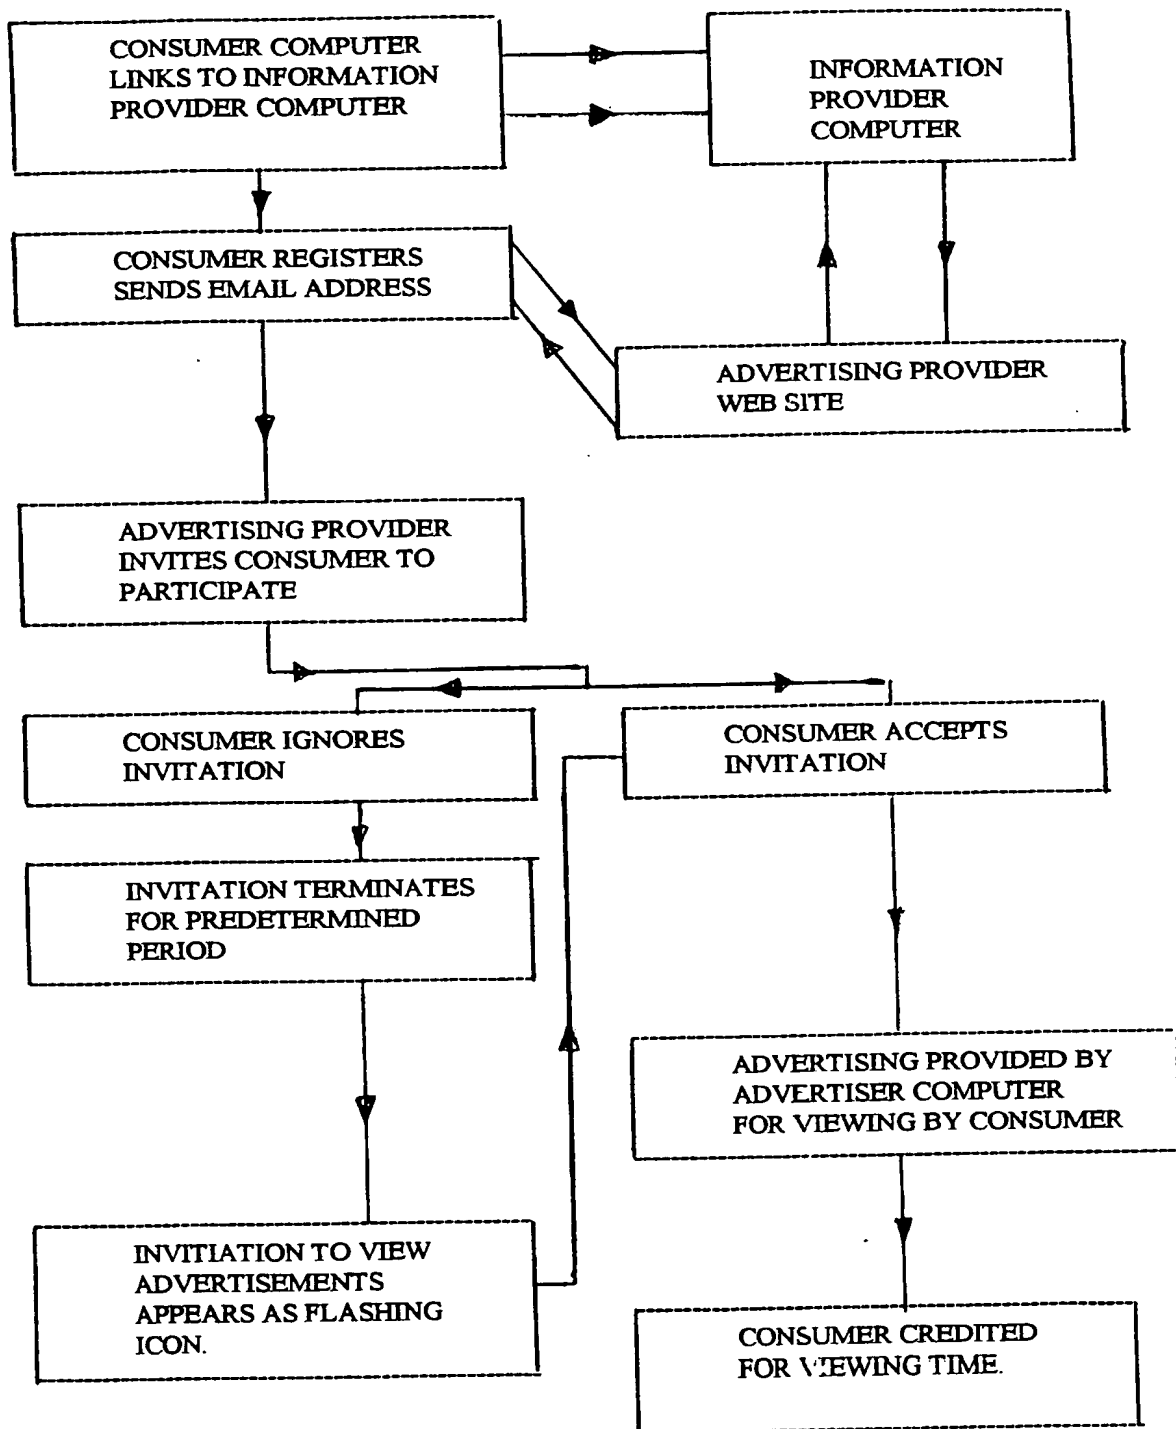 CONSUMER COMPUTER
LINKS TO INFORMATION
PROVIDER COMPUTER
INFORMATION
PROVIDER
COMPUTER
CONSUMER REGISTERS
SENDS EMAIL ADDRESS
ADVERTISING PROVIDER
WEB SITE
ADVERTISING PROVIDER
INVITES CONSUMER TO
PARTICIPATE
CONSUMER IGNORES
INVITATION
CONSUMER ACCEPTS
INVITATION
INVITATION TERMINATES
FOR PREDETERMINED
PERIOD
ADVERTISING PROVIDED BY
ADVERTISER COMPUTER
FOR VIEWING BY CONSUMER
INVITIATION TO VIEW
ADVERTISEMENTS
APPEARS AS FLASHING
ICON.
CONSUMER CREDITED
FOR VIEWING TIME.